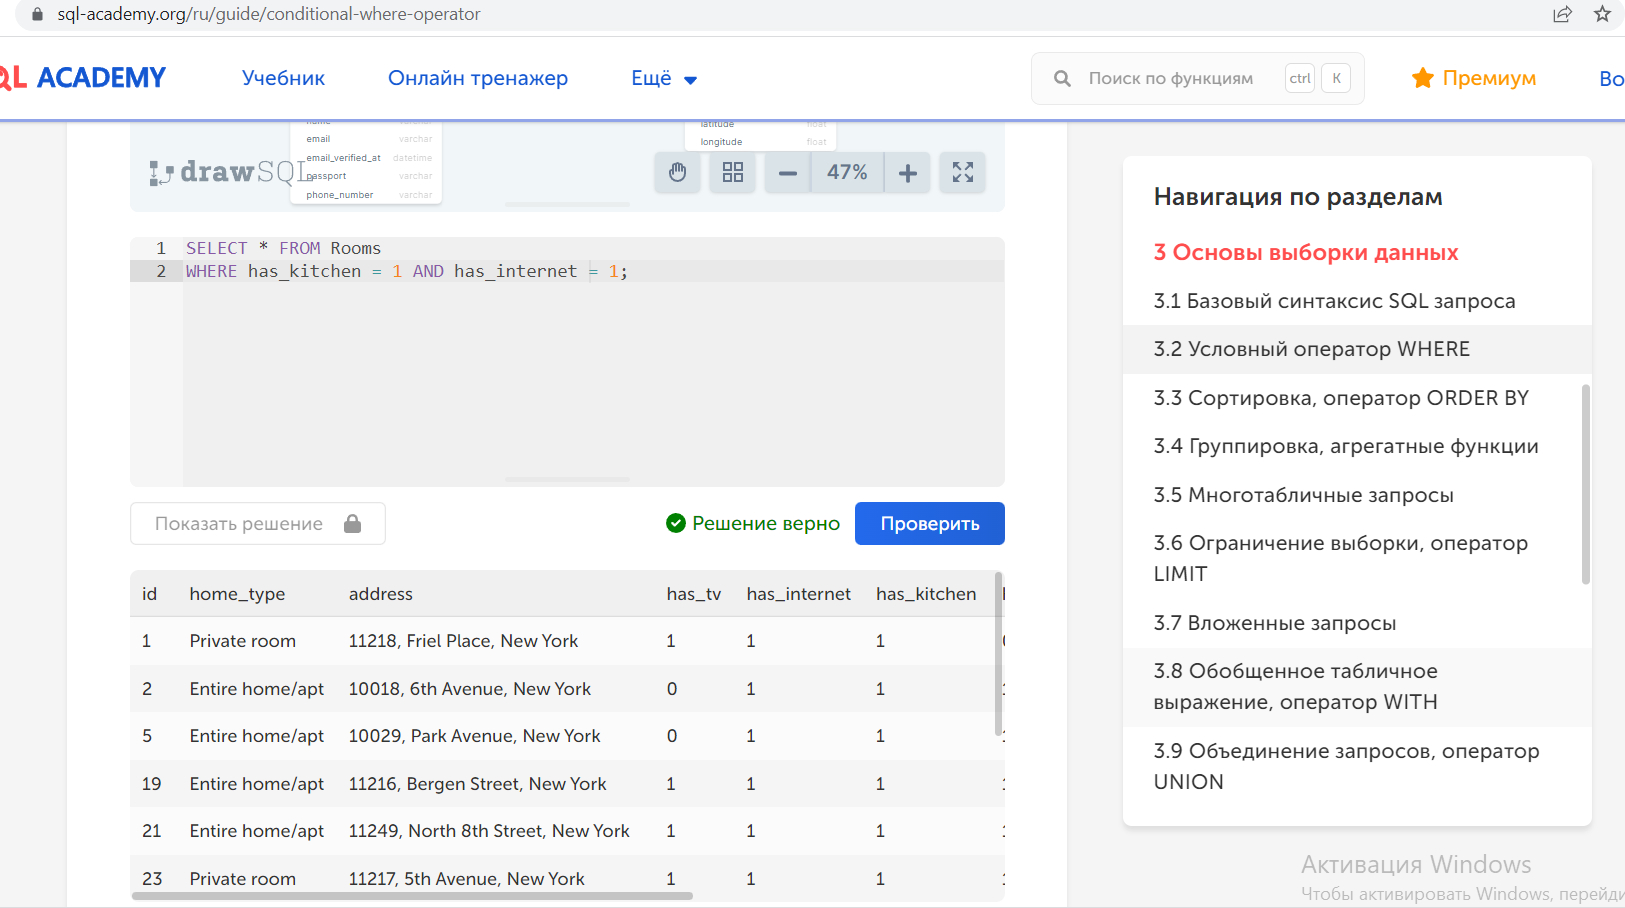 sql-academy.org/ru/guide/conditional-where-operator
QL ACADEMY Учебник Онлайн тренажер Ещё Поиск по функциям ctrl K Премиум Во
name varchar
email varchar
email_verified_at datetime
passport varchar
phone_number varchar
latitude float
longitude float
drawSQL
47%
1 SELECT * FROM Rooms
2 WHERE has_kitchen = 1 AND has_internet = 1;
Показать решение Решение верно Проверить
id home_type address has_tv has_internet has_kitchen
1 Private room 11218, Friel Place, New York 1 1 1
2 Entire home/apt 10018, 6th Avenue, New York 0 1 1
5 Entire home/apt 10029, Park Avenue, New York 0 1 1
19 Entire home/apt 11216, Bergen Street, New York 1 1 1
21 Entire home/apt 11249, North 8th Street, New York 1 1 1
23 Private room 11217, 5th Avenue, New York 1 1 1
Навигация по разделам
3 Основы выборки данных
3.1 Базовый синтаксис SQL запроса
3.2 Условный оператор WHERE
3.3 Сортировка, оператор ORDER BY
3.4 Группировка, агрегатные функции
3.5 Многотабличные запросы
3.6 Ограничение выборки, оператор
LIMIT
3.7 Вложенные запросы
3.8 Обобщенное табличное
выражение, оператор WITH
3.9 Объединение запросов, оператор
UNION
Активация Windows
Чтобы активировать Windows, перейди